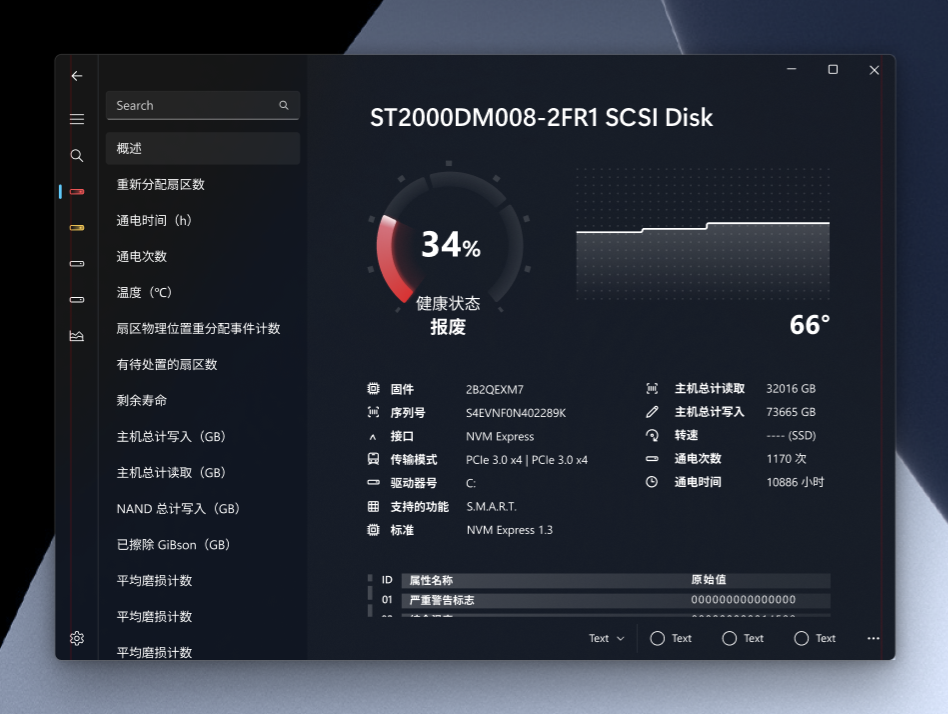 Search
概述
重新分配扇区数
通电时间（h）
通电次数
温度（℃）
扇区物理位置重分配事件计数
有待处置的扇区数
剩余寿命
主机总计写入（GB）
主机总计读取（GB）
NAND 总计写入（GB）
已擦除 GiBson（GB）
平均磨损计数
平均磨损计数
平均磨损计数
ST2000DM008-2FR1 SCSI Disk
34%
健康状态
报废
66°
固件 2B2QEXM7
序列号 S4EVNF0N402289K
接口 NVM Express
传输模式 PCIe 3.0 x4 | PCIe 3.0 x4
驱动器号 C:
支持的功能 S.M.A.R.T.
标准 NVM Express 1.3
主机总计读取 32016 GB
主机总计写入 73665 GB
转速 ---- (SSD)
通电次数 1170 次
通电时间 10886 小时
ID 属性名称 原始值
01 严重警告标志 000000000000000
Text Text Text Text